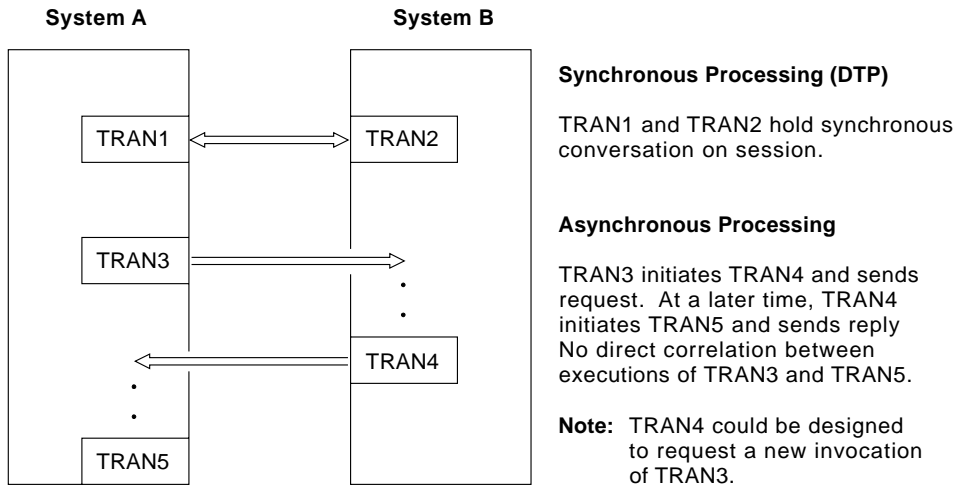 System A
System B
TRAN1
TRAN2
TRAN3
TRAN4
TRAN5
Synchronous Processing (DTP)
TRAN1 and TRAN2 hold synchronous
conversation on session.
Asynchronous Processing
TRAN3 initiates TRAN4 and sends
request. At a later time, TRAN4
initiates TRAN5 and sends reply
No direct correlation between
executions of TRAN3 and TRAN5.
Note: TRAN4 could be designed
to request a new invocation
of TRAN3.